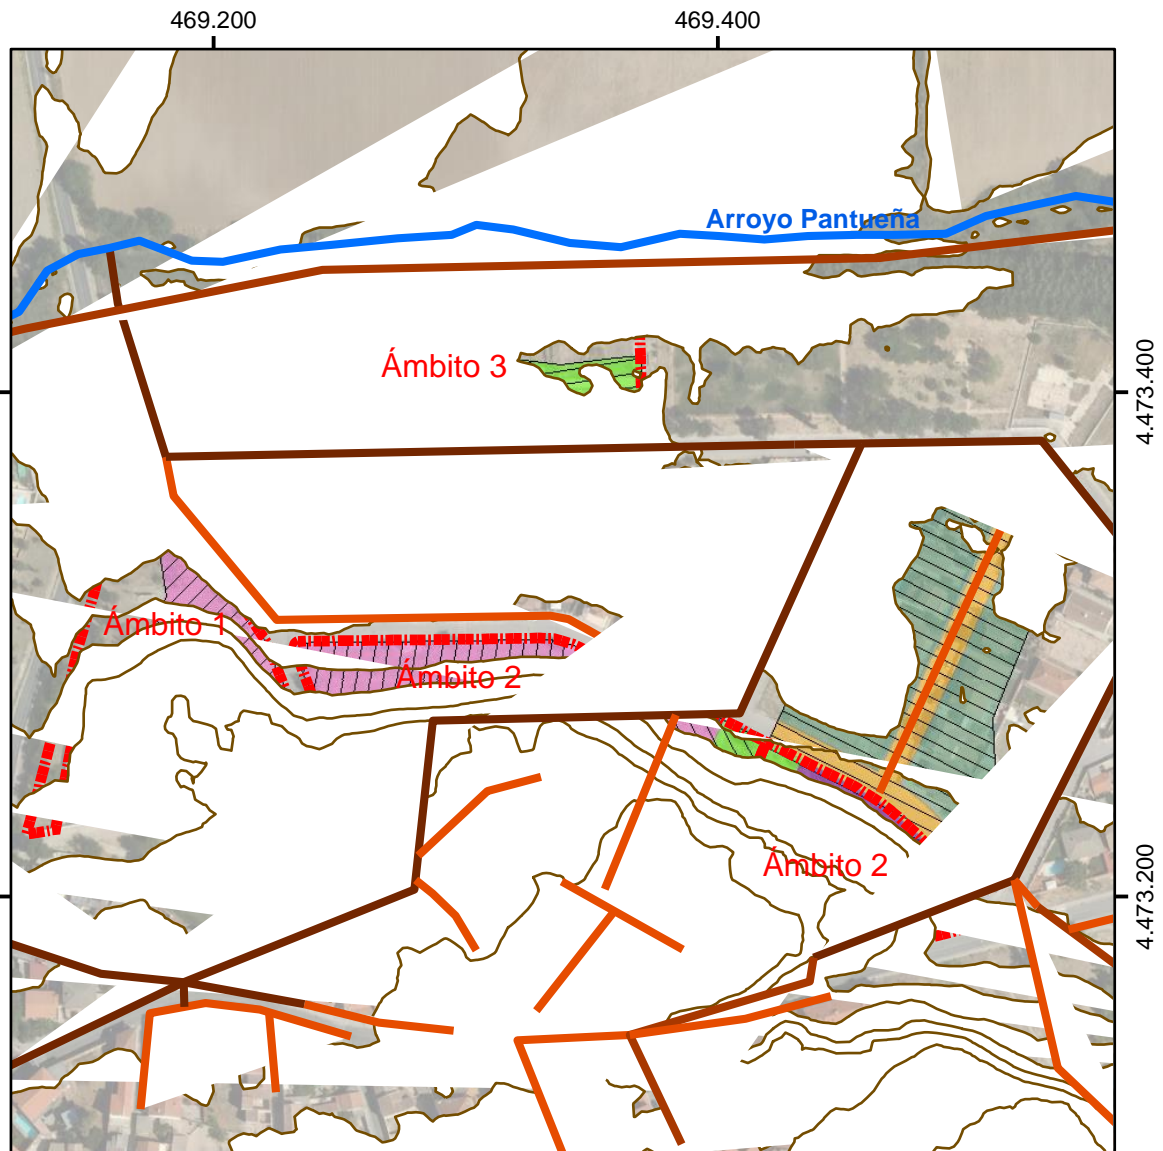 469.200
469.400
Arroyo Pantueña
Ámbito 3
4.473.400
Ámbito 1
Ámbito 2
Ámbito 2
4.473.200